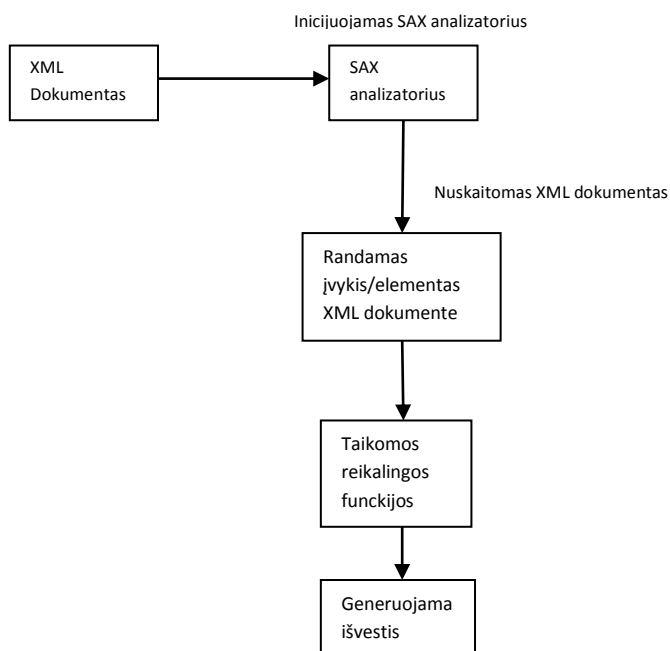 Inicijuojamas SAX analizatorius
XML
Dokumentas
SAX
analizatorius
Nuskaitomas XML dokumentas
Randamas
įvykis/elementas
XML dokumente
Taikomos
reikalingos
funckijos
Generuojama
išvestis